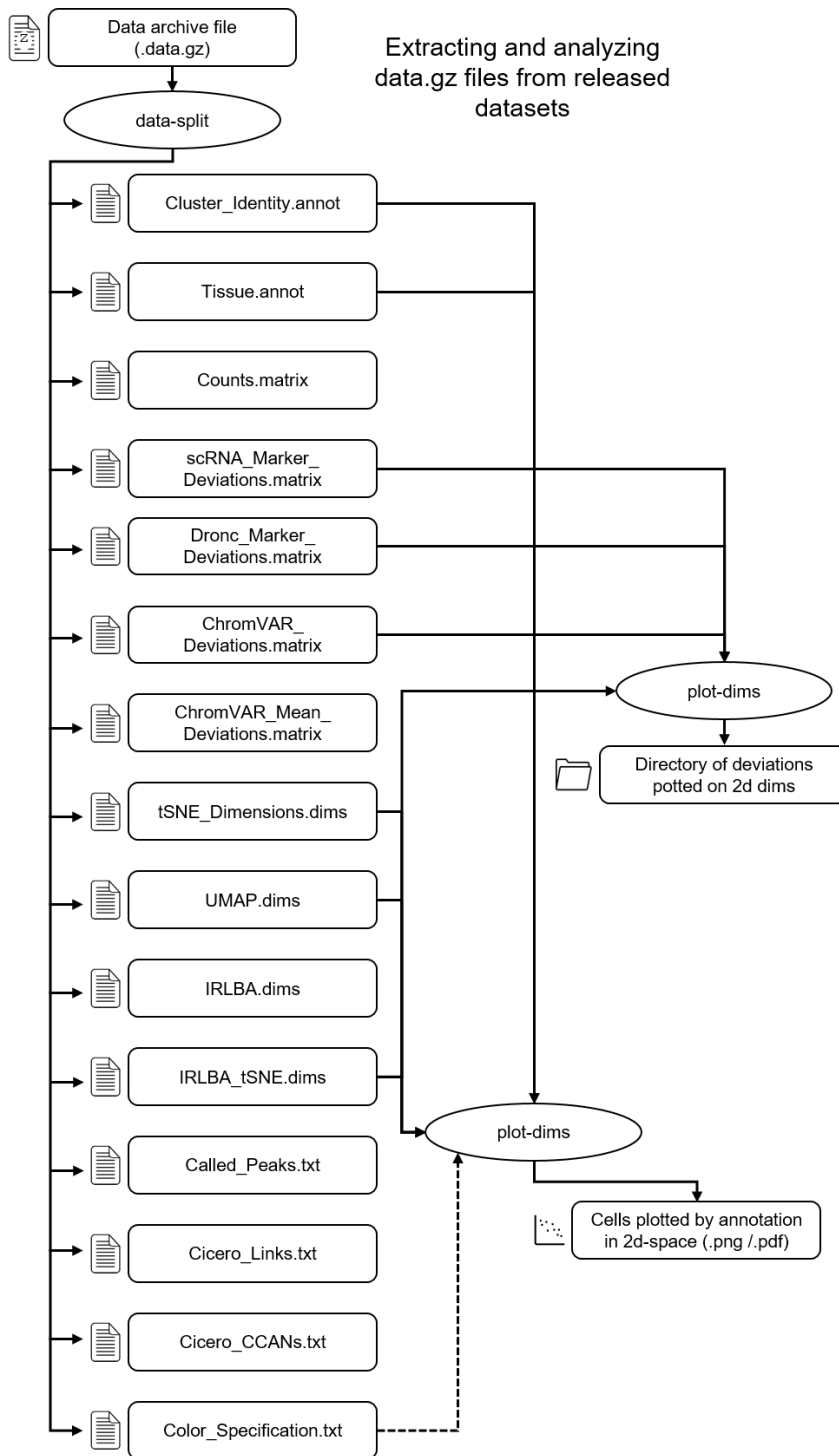 Data archive file
(.data.gz)
Extracting and analyzing
data.gz files from released
datasets
Z
data-split
Cluster_Identity.annot
Tissue.annot
Counts.matrix
scRNA_Marker_
Deviations.matrix
Dronc_Marker_
Deviations.matrix
ChromVAR_
Deviations.matrix
plot-dims
ChromVAR_Mean_
Deviations.matrix
Directory of deviations
potted on 2d dims
tSNE_Dimensions.dims
UMAP.dims
IRLBA.dims
IRLBA_tSNE.dims
plot-dims
Called_Peaks.txt
Cells plotted by annotation
in 2d-space (.png /.pdf)
Cicero_Links.txt
Cicero_CCANs.txt
Color_Specification.txt